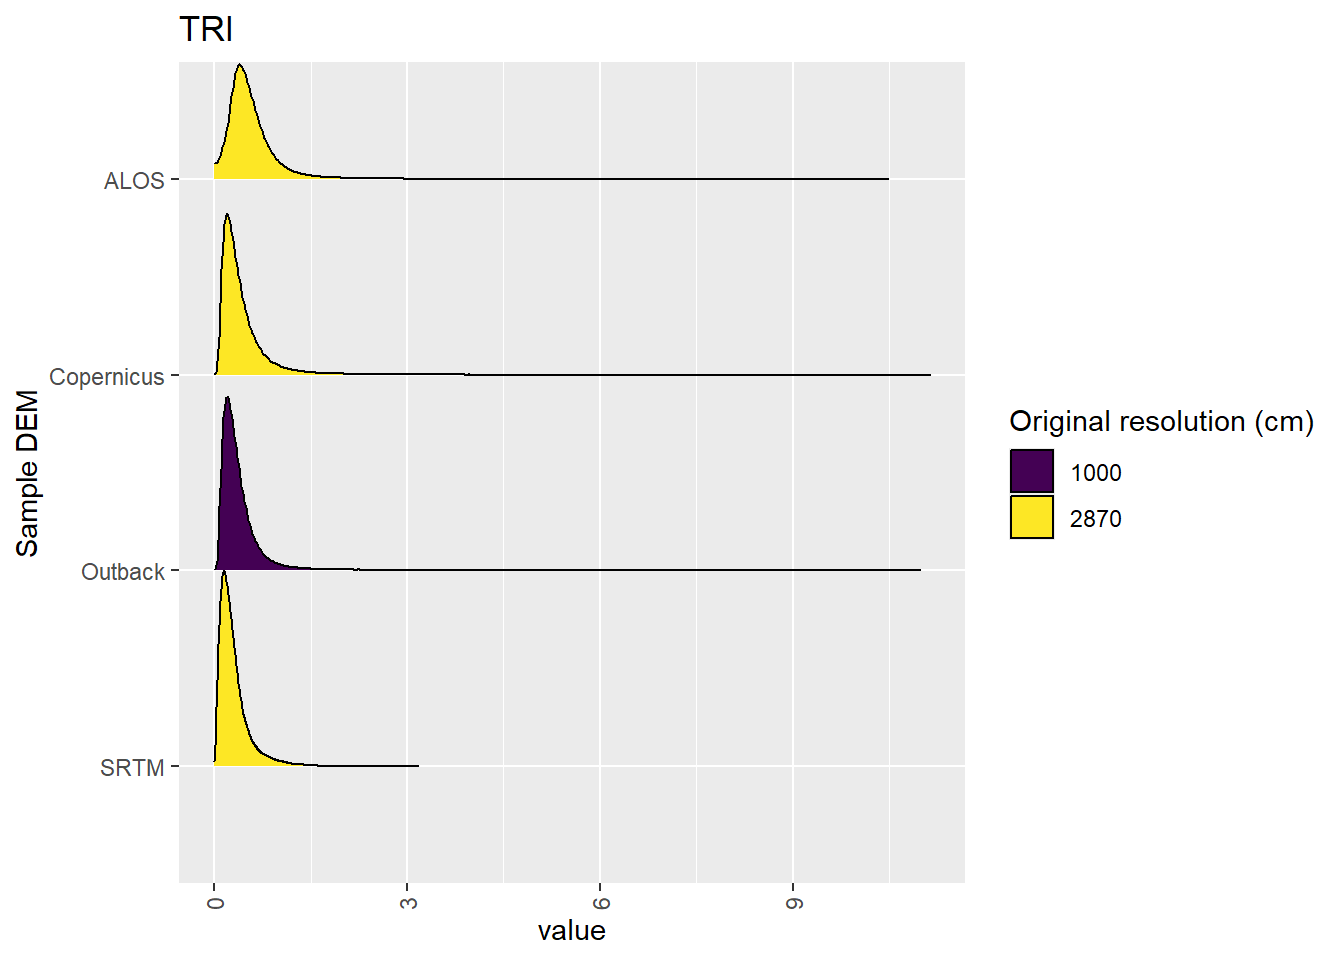 TRI
ALOS
Copernicus
Outback
SRTM
Sample DEM
0 3 6 9
value
Original resolution (cm)
1000
2870